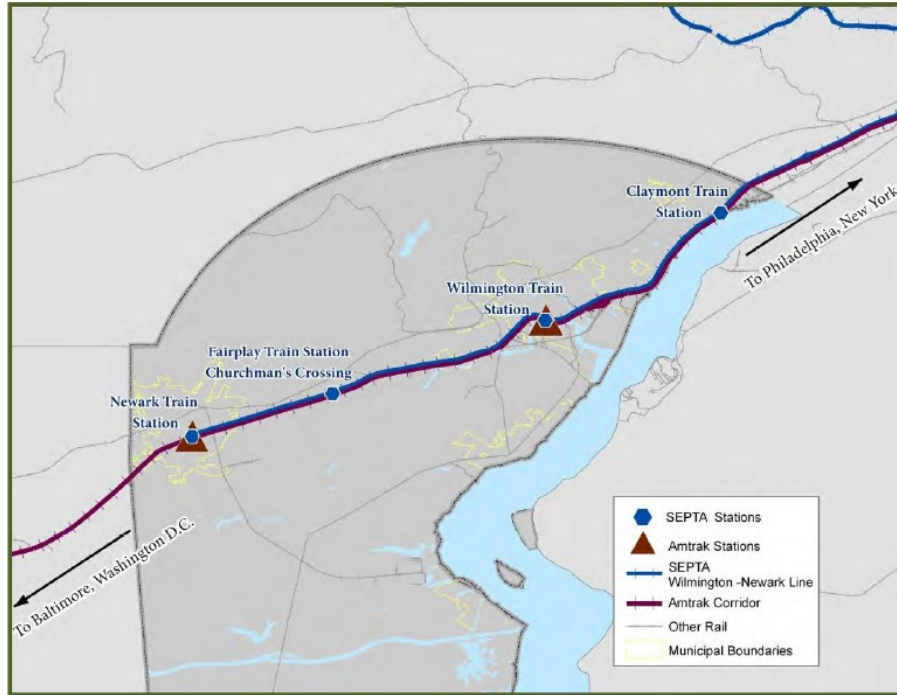 Claymont Train
Station
To Philadelphia, New York
Wilmington Train
Station
Fairplay Train Station
Churchman's Crossing
Newark Train
Station
To Baltimore, Washington D.C.
SEPTA Stations
Amtrak Stations
SEPTA
Wilmington -Newark Line
Amtrak Corridor
Other Rail
Municipal Boundaries